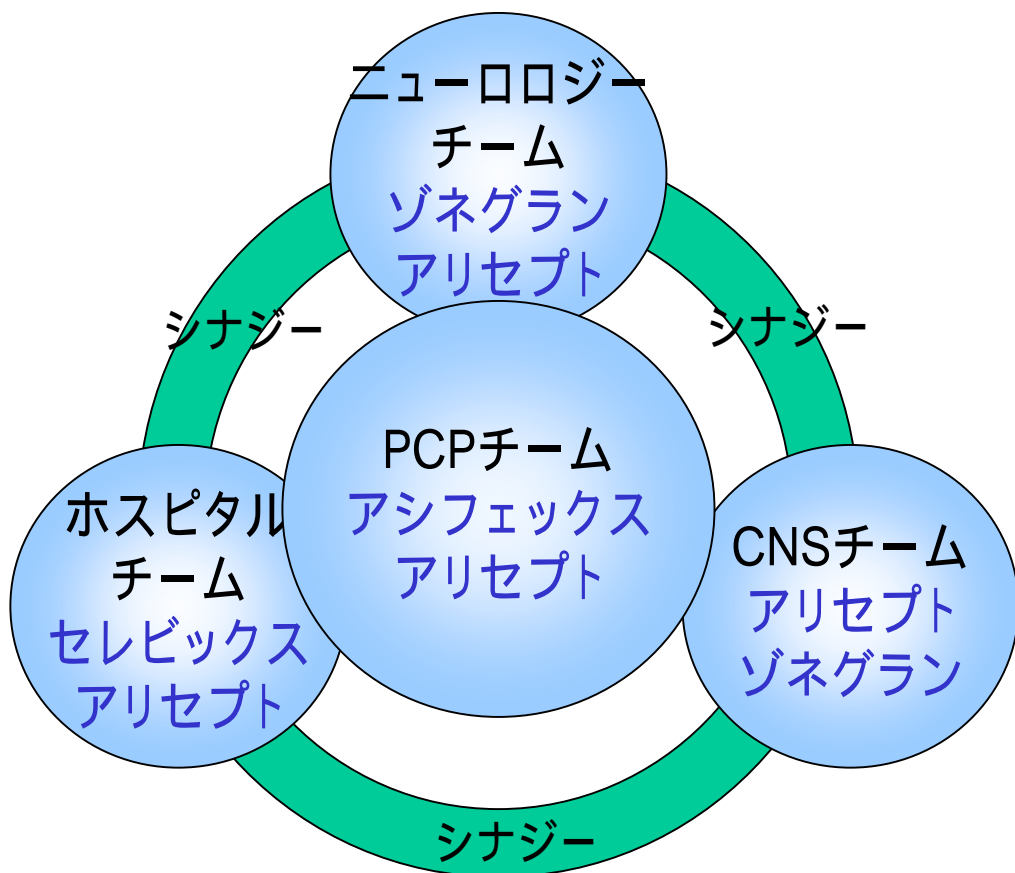 ニューロロジー
チーム
ゾネグラン
アリセプト
シナジー
シナジー
PCPチーム
アシフェックス
アリセプト
ホスピタル
チーム
セレビックス
アリセプト
CNSチーム
アリセプト
ゾネグラン
シナジー